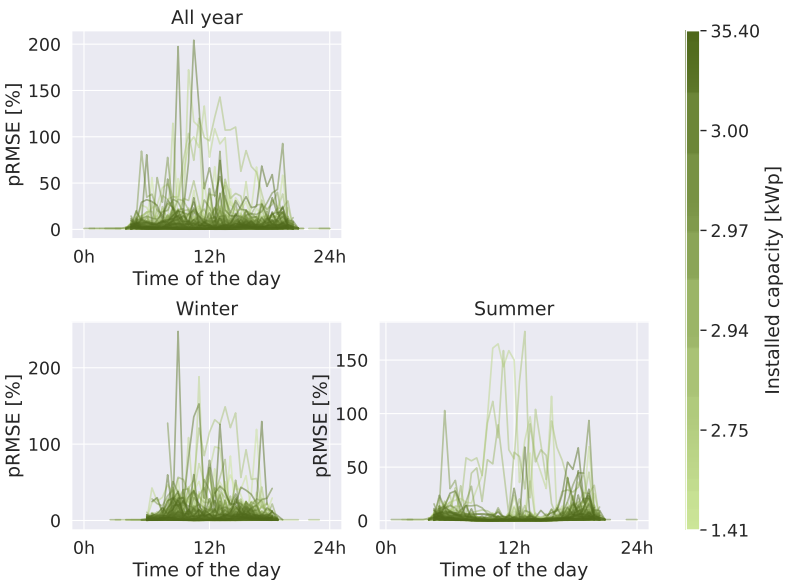 All year
200
150
100
50
0
pRMSE [%]
0h 12h 24h
Time of the day
Winter
200
100
0
pRMSE [%]
0h 12h 24h
Time of the day
Summer
150
100
50
0
pRMSE [%]
0h 12h 24h
Time of the day
35.40
3.00
2.97
2.94
2.75
1.41
Installed capacity [kWp]